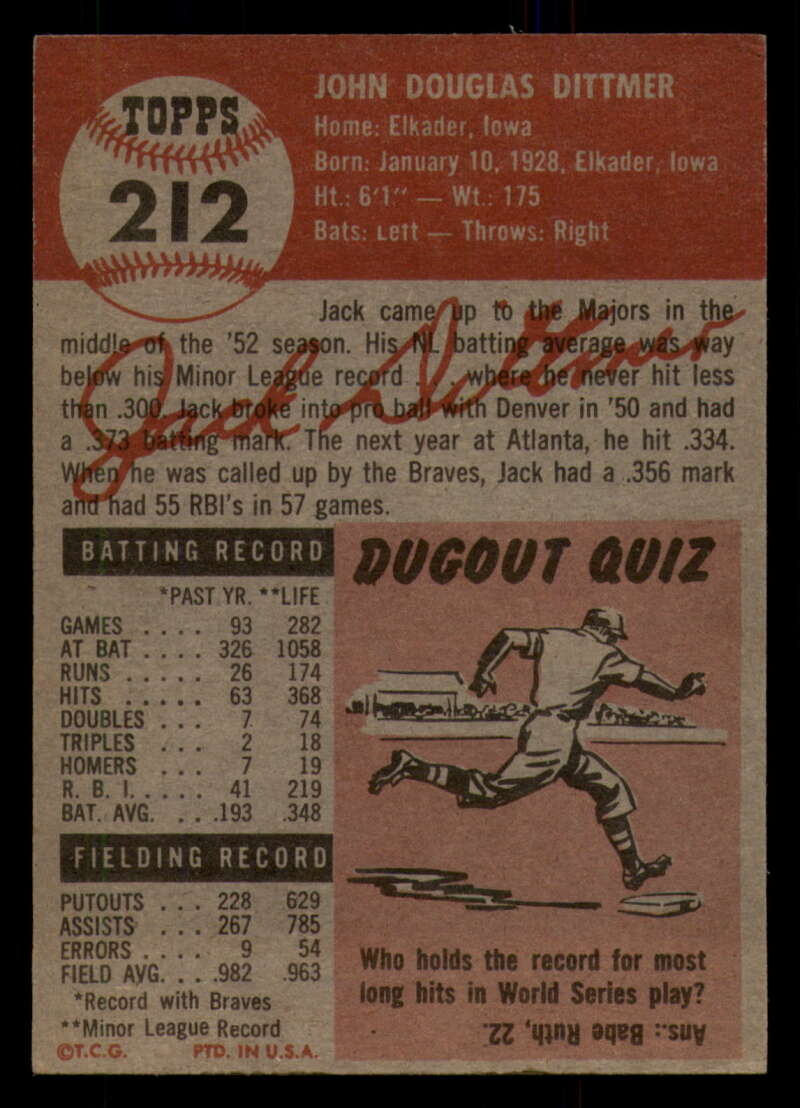 TOPPS
212
JOHN DOUGLAS DITTMER
Home: Elkader, Iowa
Born: January 10, 1928, Elkader, Iowa
Ht.: 6'1" — Wt.: 175
Bats: Left — Throws: Right
Jack came up to the Majors in the
middle of the '52 season. His NL batting average was way
below his Minor League record . . . where he never hit less
than .300. Jack broke into pro ball with Denver in '50 and had
a .373 batting mark. The next year at Atlanta, he hit .334.
When he was called up by the Braves, Jack had a .356 mark
and had 55 RBI's in 57 games.
Jack Dittmer
BATTING RECORD
*PAST YR. **LIFE
GAMES . . . . 93 282
AT BAT . . . . 326 1058
RUNS . . . . . 26 174
HITS . . . . . 63 368
DOUBLES . . . 7 74
TRIPLES . . . 2 18
HOMERS . . . 7 19
R. B. I. . . . . 41 219
BAT. AVG. . . .193 .348
FIELDING RECORD
PUTOUTS . . . 228 629
ASSISTS . . . 267 785
ERRORS . . . . 9 54
FIELD AVG. . . .982 .963
*Record with Braves
**Minor League Record
©T.C.G. PTD. IN U.S.A.
DUGOUT QUIZ
Who holds the record for most
long hits in World Series play?
Ans.: Babe Ruth, 22.